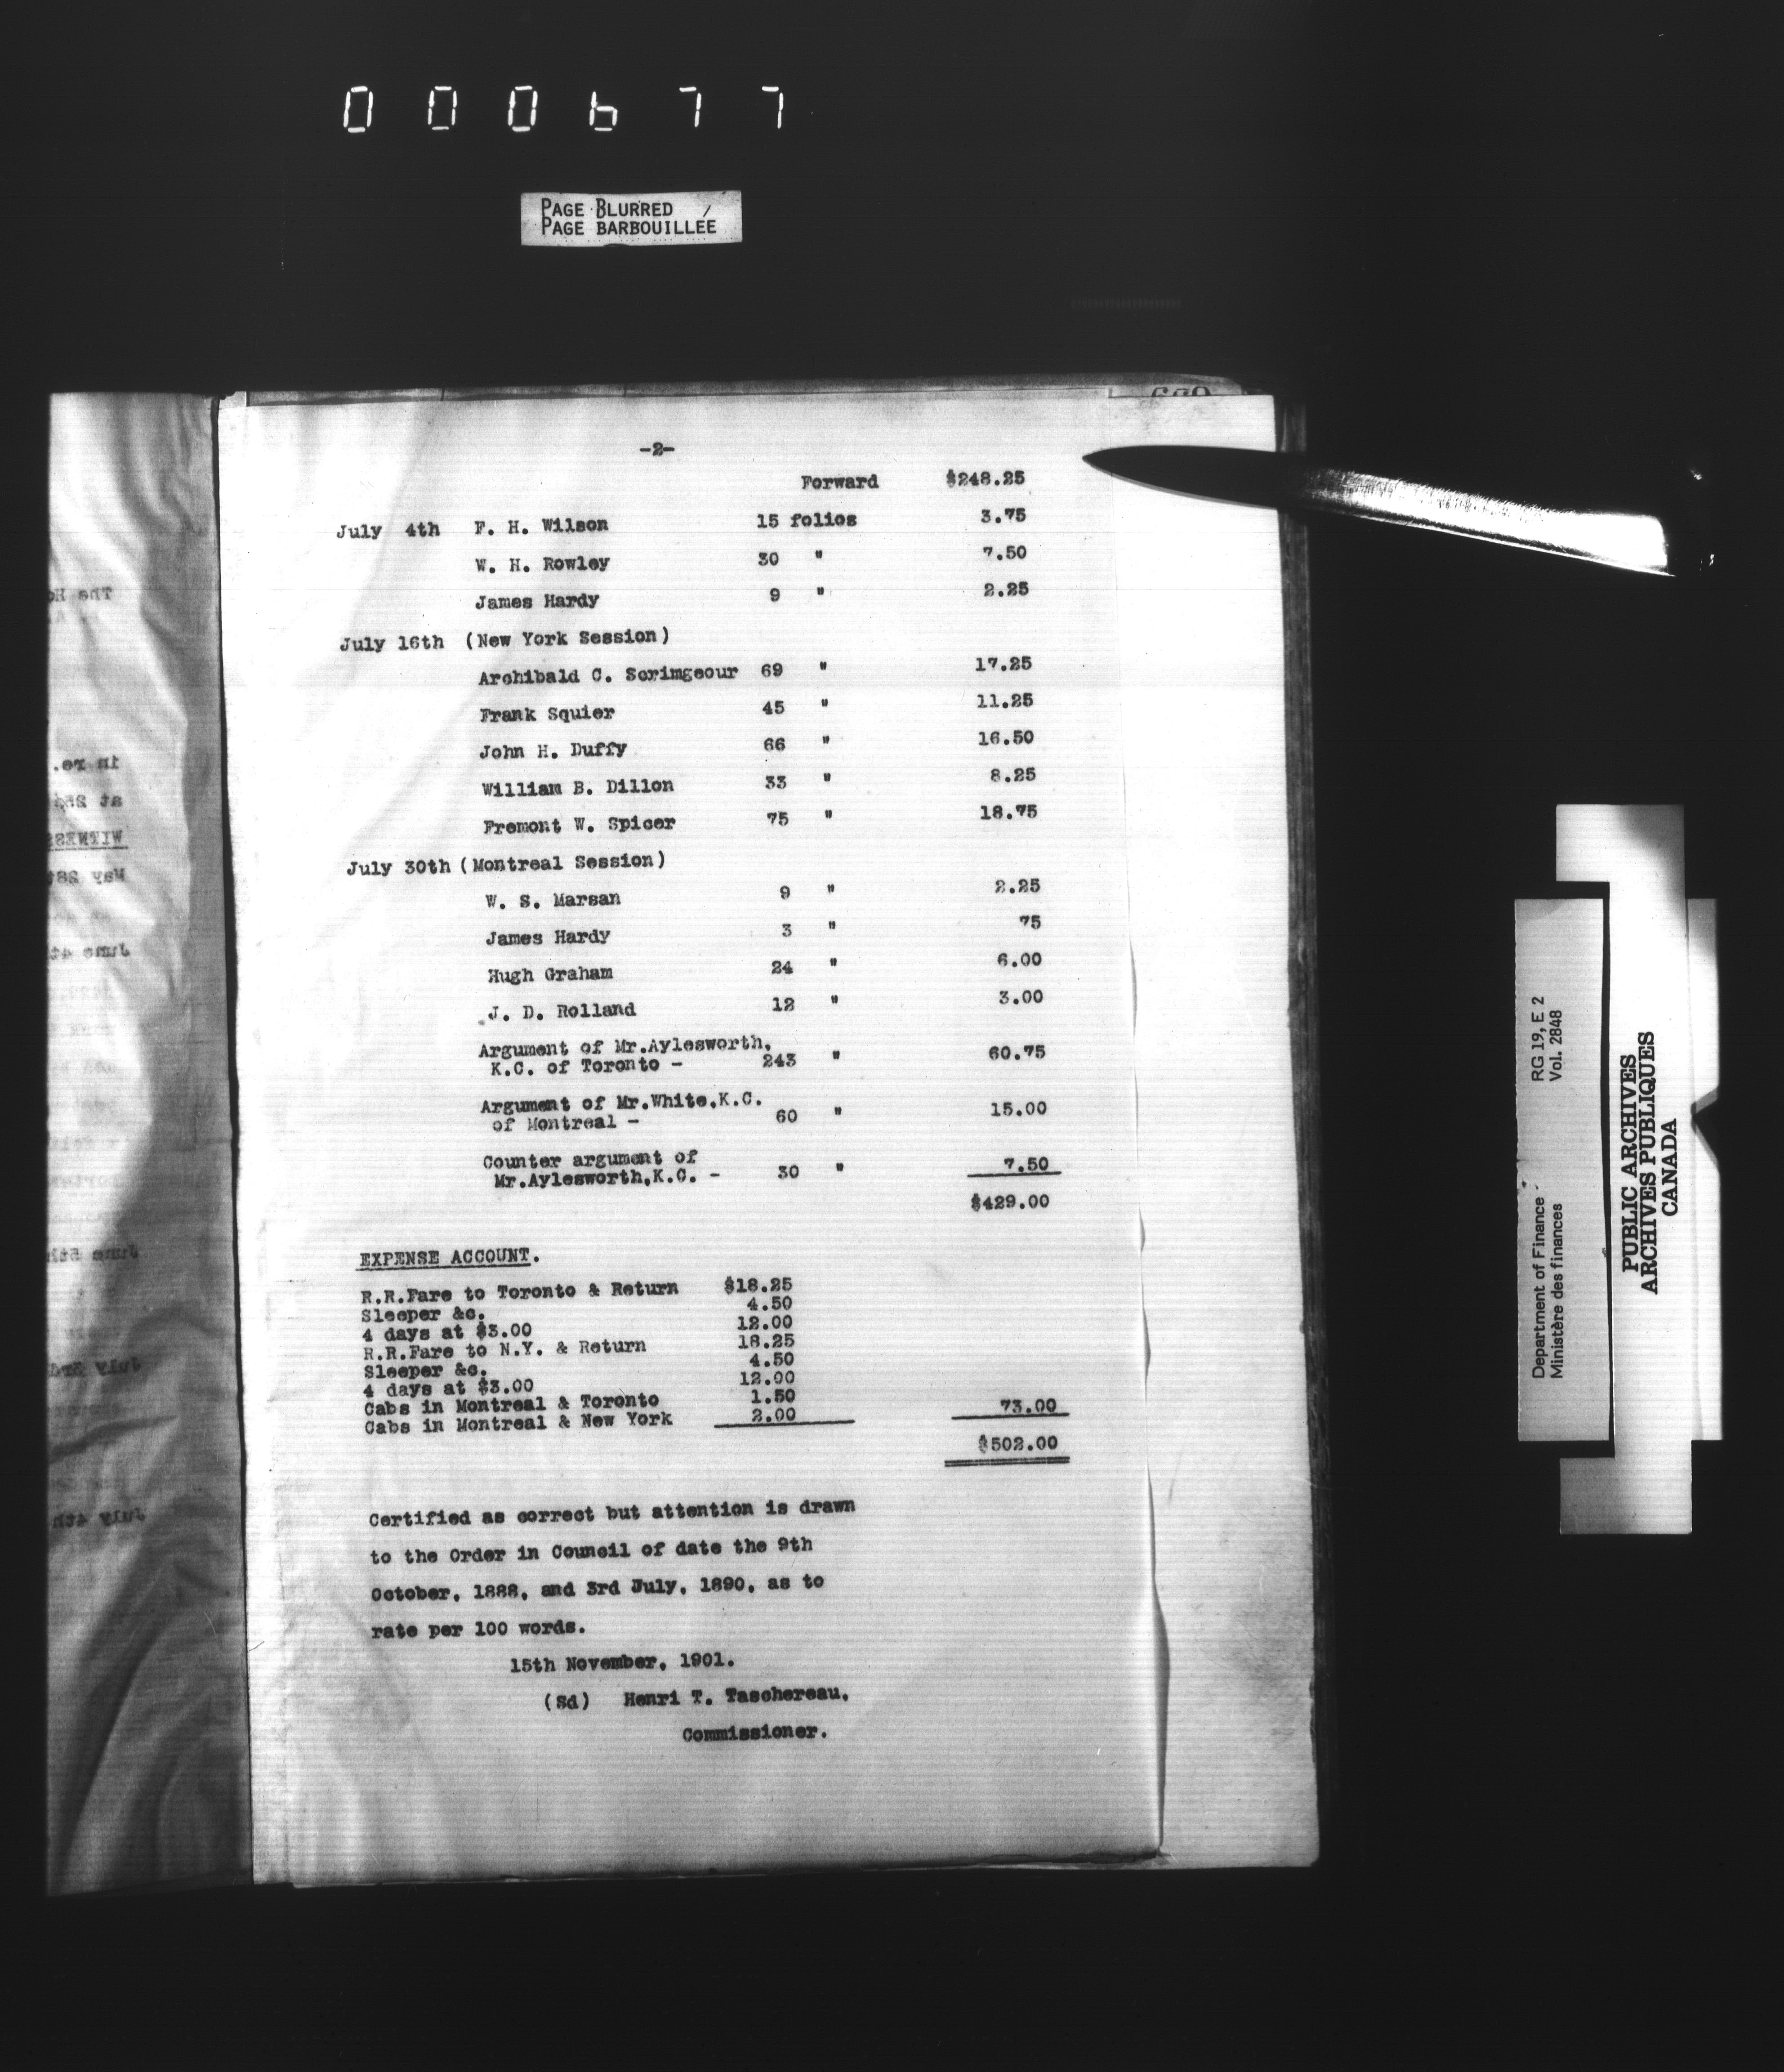 000677
PAGE BLURRED
PAGE BARBOUILLÉE
-2-
Forward $248.25
July 4th F. H. Wilson 15 folios 3.75
W. H. Rowley 30 " 7.50
James Hardy 9 " 2.25
July 16th (New York Session)
Archibald C. Scrimgeour 69 " 17.25
Frank Squier 45 " 11.25
John H. Duffy 66 " 16.50
William B. Dillon 33 " 8.25
Fremont W. Spicer 75 " 18.75
July 30th (Montreal Session)
W. S. Marsan 9 " 2.25
James Hardy 3 " 75
Hugh Graham 24 " 6.00
J. D. Rolland 12 " 3.00
Argument of Mr.Aylesworth,
K.C. of Toronto - 243 " 60.75
Argument of Mr.White,K.C.
of Montreal - 60 " 15.00
Counter argument of
Mr.Aylesworth,K.C. - 30 " 7.50
$429.00
EXPENSE ACCOUNT.
R.R.Fare to Toronto & Return $18.25
Sleeper &c. 4.50
4 days at $3.00 12.00
R.R.Fare to N.Y. & Return 18.25
Sleeper &c. 4.50
4 days at $3.00 12.00
Cabs in Montreal & Toronto 1.50
Cabs in Montreal & New York 2.00 73.00
$502.00
Certified as correct but attention is drawn
to the Order in Council of date the 9th
October, 1888, and 3rd July, 1890, as to
rate per 100 words.
15th November, 1901.
(Sd) Henri T. Taschereau,
Commissioner.
Department of Finance RG 19, E 2
Ministère des finances Vol. 2848
PUBLIC ARCHIVES
ARCHIVES PUBLIQUES
CANADA